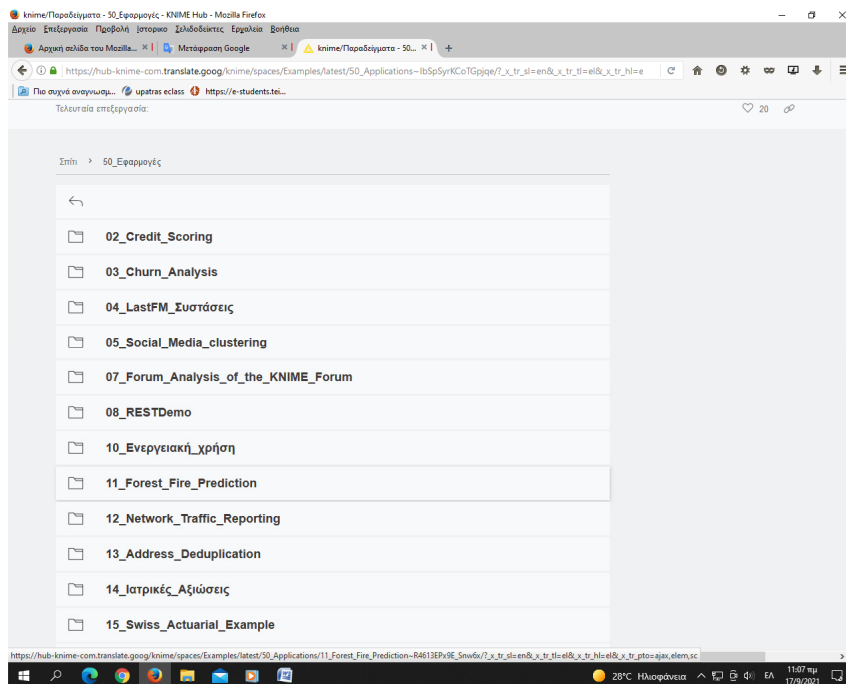 knime/Παραδείγματα - 50_Εφαρμογές - KNIME Hub - Mozilla Firefox
Αρχείο Επεξεργασία Προβολή Ιστορικο Σελιδοδείκτες Εργαλεία Βοήθεια
Αρχική σελίδα του Mozilla... Μετάφραση Google knime/Παραδείγματα - 50...
https://hub-knime-com.translate.goog/knime/spaces/Examples/latest/50_Applications~IbSpSyrKCoTGpjqe/?_x_tr_sl=en&_x_tr_tl=el&_x_tr_hl=e
Πιο συχνά αναγνωσμ... upatras eclass https://e-students.tei...
Τελευταία επεξεργασία: 20
Σπίτι > 50_Εφαρμογές
02_Credit_Scoring
03_Churn_Analysis
04_LastFM_Συστάσεις
05_Social_Media_clustering
07_Forum_Analysis_of_the_KNIME_Forum
08_RESTDemo
10_Ενεργειακή_χρήση
11_Forest_Fire_Prediction
12_Network_Traffic_Reporting
13_Address_Deduplication
14_Ιατρικές_Αξιώσεις
15_Swiss_Actuarial_Example
https://hub-knime-com.translate.goog/knime/spaces/Examples/latest/50_Applications/11_Forest_Fire_Prediction~R4613EPx9E_Snw6x/?_x_tr_sl=en&_x_tr_tl=el&_x_tr_hl=el&_x_tr_pto=ajax,elem,sc
28°C Ηλιοφάνεια ΕΛ 11:07 πμ
17/9/2021